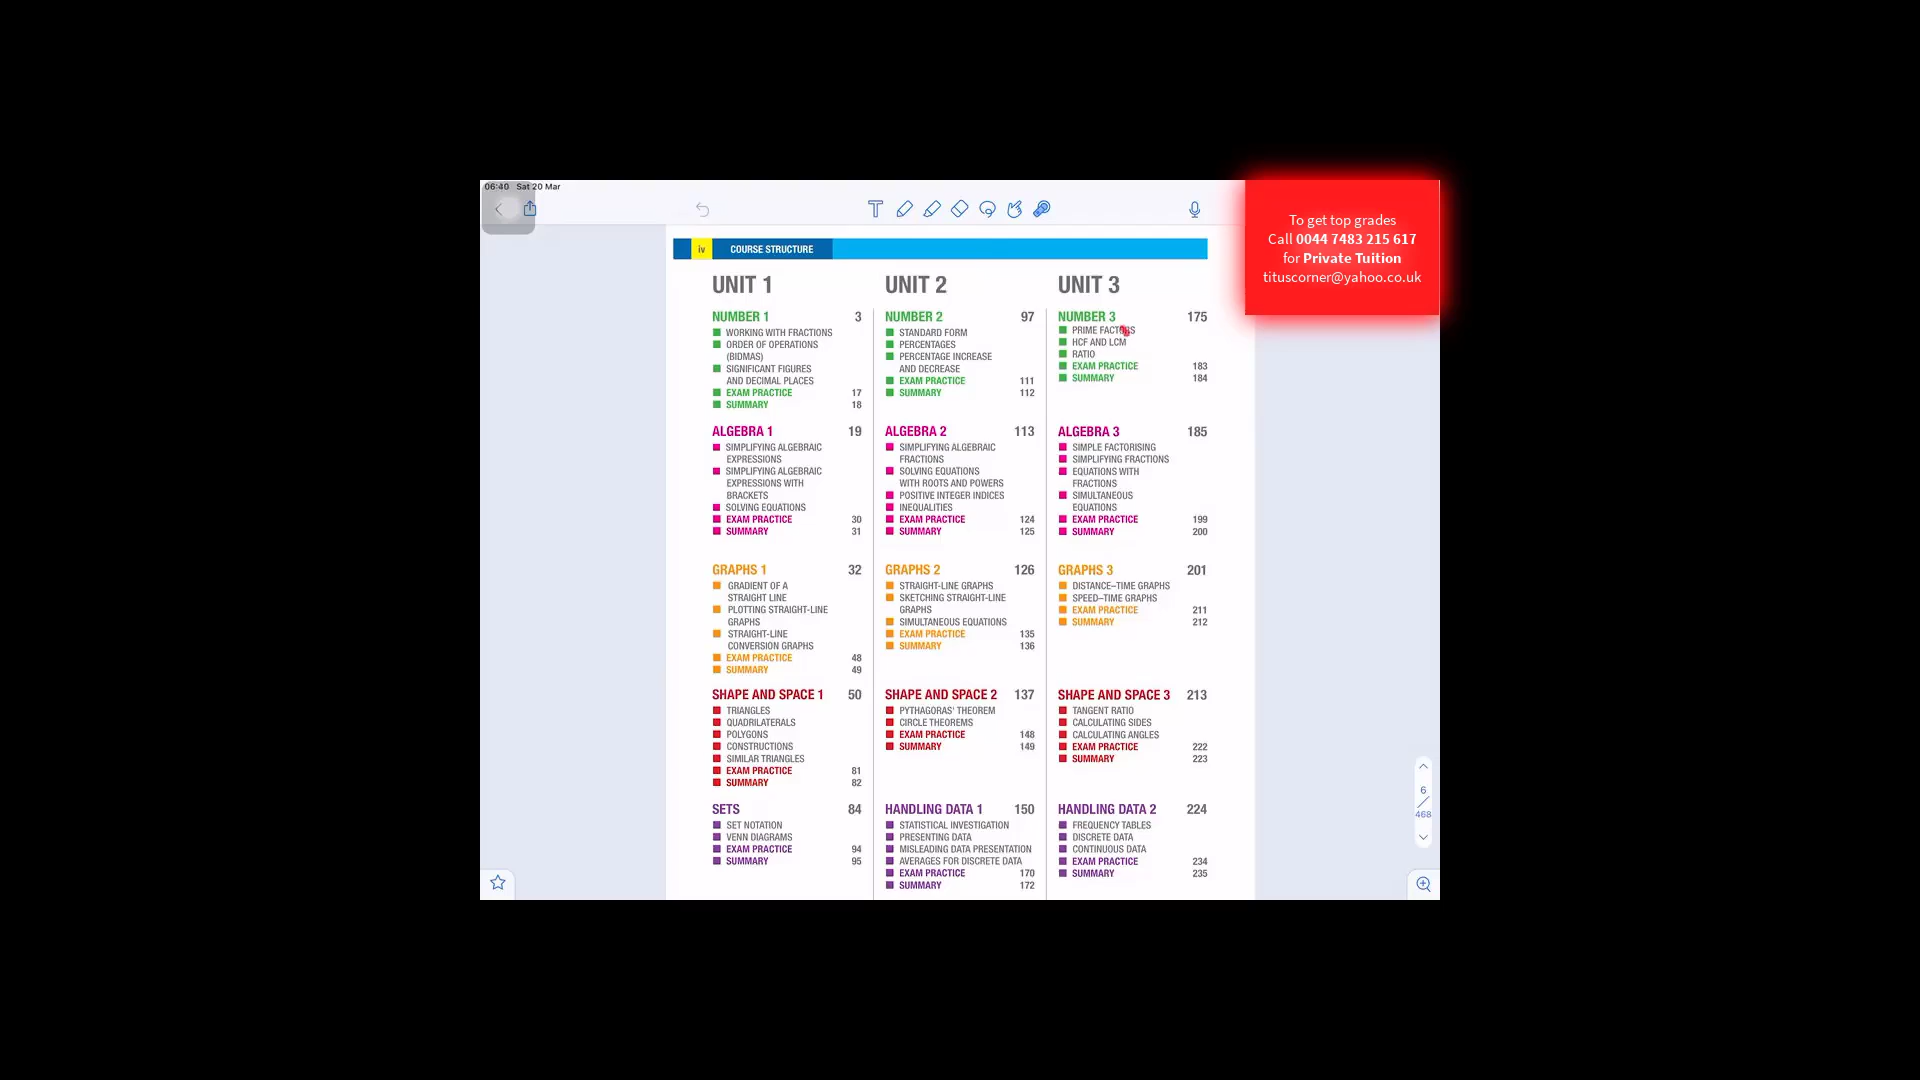 06:40 Sat 20 Mar
To get top grades
Call 0044 7483 215 617
for Private Tuition
tituscorner@yahoo.co.uk
iv COURSE STRUCTURE
UNIT 1
NUMBER 1 3
WORKING WITH FRACTIONS
ORDER OF OPERATIONS
(BIDMAS)
SIGNIFICANT FIGURES
AND DECIMAL PLACES
EXAM PRACTICE 17
SUMMARY 18
ALGEBRA 1 19
SIMPLIFYING ALGEBRAIC
EXPRESSIONS
SIMPLIFYING ALGEBRAIC
EXPRESSIONS WITH
BRACKETS
SOLVING EQUATIONS
EXAM PRACTICE 30
SUMMARY 31
GRAPHS 1 32
GRADIENT OF A
STRAIGHT LINE
PLOTTING STRAIGHT-LINE
GRAPHS
STRAIGHT-LINE
CONVERSION GRAPHS
EXAM PRACTICE 48
SUMMARY 49
SHAPE AND SPACE 1 50
TRIANGLES
QUADRILATERALS
POLYGONS
CONSTRUCTIONS
SIMILAR TRIANGLES
EXAM PRACTICE 81
SUMMARY 82
SETS 84
SET NOTATION
VENN DIAGRAMS
EXAM PRACTICE 94
SUMMARY 95
UNIT 2
NUMBER 2 97
STANDARD FORM
PERCENTAGES
PERCENTAGE INCREASE
AND DECREASE
EXAM PRACTICE 111
SUMMARY 112
ALGEBRA 2 113
SIMPLIFYING ALGEBRAIC
FRACTIONS
SOLVING EQUATIONS
WITH ROOTS AND POWERS
POSITIVE INTEGER INDICES
INEQUALITIES
EXAM PRACTICE 124
SUMMARY 125
GRAPHS 2 126
STRAIGHT-LINE GRAPHS
SKETCHING STRAIGHT-LINE
GRAPHS
SIMULTANEOUS EQUATIONS
EXAM PRACTICE 135
SUMMARY 136
SHAPE AND SPACE 2 137
PYTHAGORAS' THEOREM
CIRCLE THEOREMS
EXAM PRACTICE 148
SUMMARY 149
HANDLING DATA 1 150
STATISTICAL INVESTIGATION
PRESENTING DATA
MISLEADING DATA PRESENTATION
AVERAGES FOR DISCRETE DATA
EXAM PRACTICE 170
SUMMARY 172
UNIT 3
NUMBER 3 175
PRIME FACTORS
HCF AND LCM
RATIO
EXAM PRACTICE 183
SUMMARY 184
ALGEBRA 3 185
SIMPLE FACTORISING
SIMPLIFYING FRACTIONS
EQUATIONS WITH
FRACTIONS
SIMULTANEOUS
EQUATIONS
EXAM PRACTICE 199
SUMMARY 200
GRAPHS 3 201
DISTANCE–TIME GRAPHS
SPEED–TIME GRAPHS
EXAM PRACTICE 211
SUMMARY 212
SHAPE AND SPACE 3 213
TANGENT RATIO
CALCULATING SIDES
CALCULATING ANGLES
EXAM PRACTICE 222
SUMMARY 223
HANDLING DATA 2 224
FREQUENCY TABLES
DISCRETE DATA
CONTINUOUS DATA
EXAM PRACTICE 234
SUMMARY 235
6
468